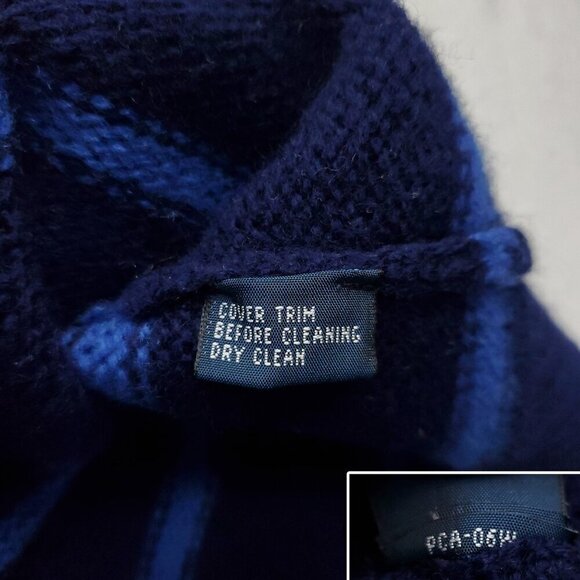 COVER TRIM
BEFORE CLEANING
DRY CLEAN
PCA-06W